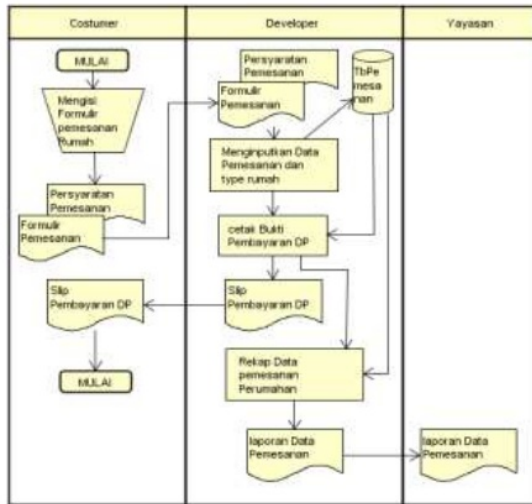 Costumer
Developer
Yayasan
MULAI
Mengisi
Formulir
pemesanan
Rumah
Persyaratan
Pemesanan
Formulir
Pemesanan
Slip
Pembayaran DP
MULAI
Persyaratan
Pemesanan
Formulir
Pemesanan
TbPe
mesa
nan
Menginputkan Data
Pemesanan dan
type rumah
cetak Bukti
Pembayaran DP
Slip
Pembayaran DP
Rekap Data
pemesanan
Perumahan
laporan Data
Pemesanan
laporan Data
Pemesanan